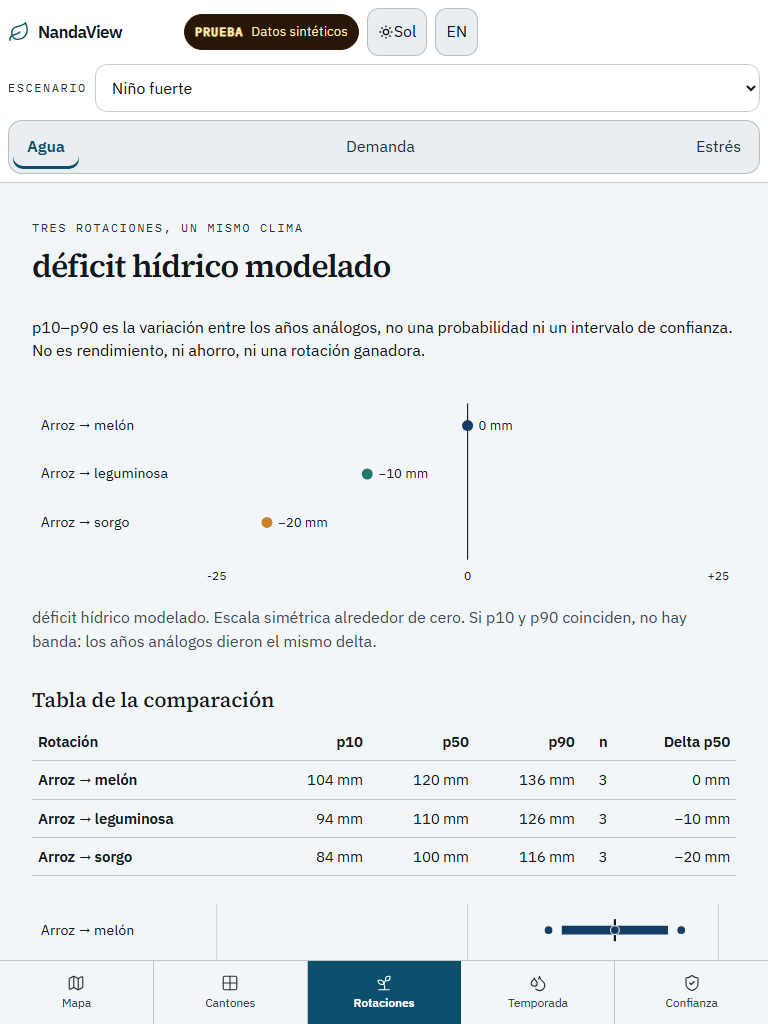 NandaView
PRUEBA Datos sintéticos
Sol
EN
ESCENARIO
Niño fuerte
Agua
Demanda
Estrés
TRES ROTACIONES, UN MISMO CLIMA
déficit hídrico modelado
p10–p90 es la variación entre los años análogos, no una probabilidad ni un intervalo de confianza.
No es rendimiento, ni ahorro, ni una rotación ganadora.
Arroz → melón
0 mm
Arroz → leguminosa
−10 mm
Arroz → sorgo
−20 mm
-25 0 +25
déficit hídrico modelado. Escala simétrica alrededor de cero. Si p10 y p90 coinciden, no hay
banda: los años análogos dieron el mismo delta.
Tabla de la comparación
Rotación p10 p50 p90 n Delta p50
Arroz → melón 104 mm 120 mm 136 mm 3 0 mm
Arroz → leguminosa 94 mm 110 mm 126 mm 3 −10 mm
Arroz → sorgo 84 mm 100 mm 116 mm 3 −20 mm
Arroz → melón
Mapa
Cantones
Rotaciones
Temporada
Confianza